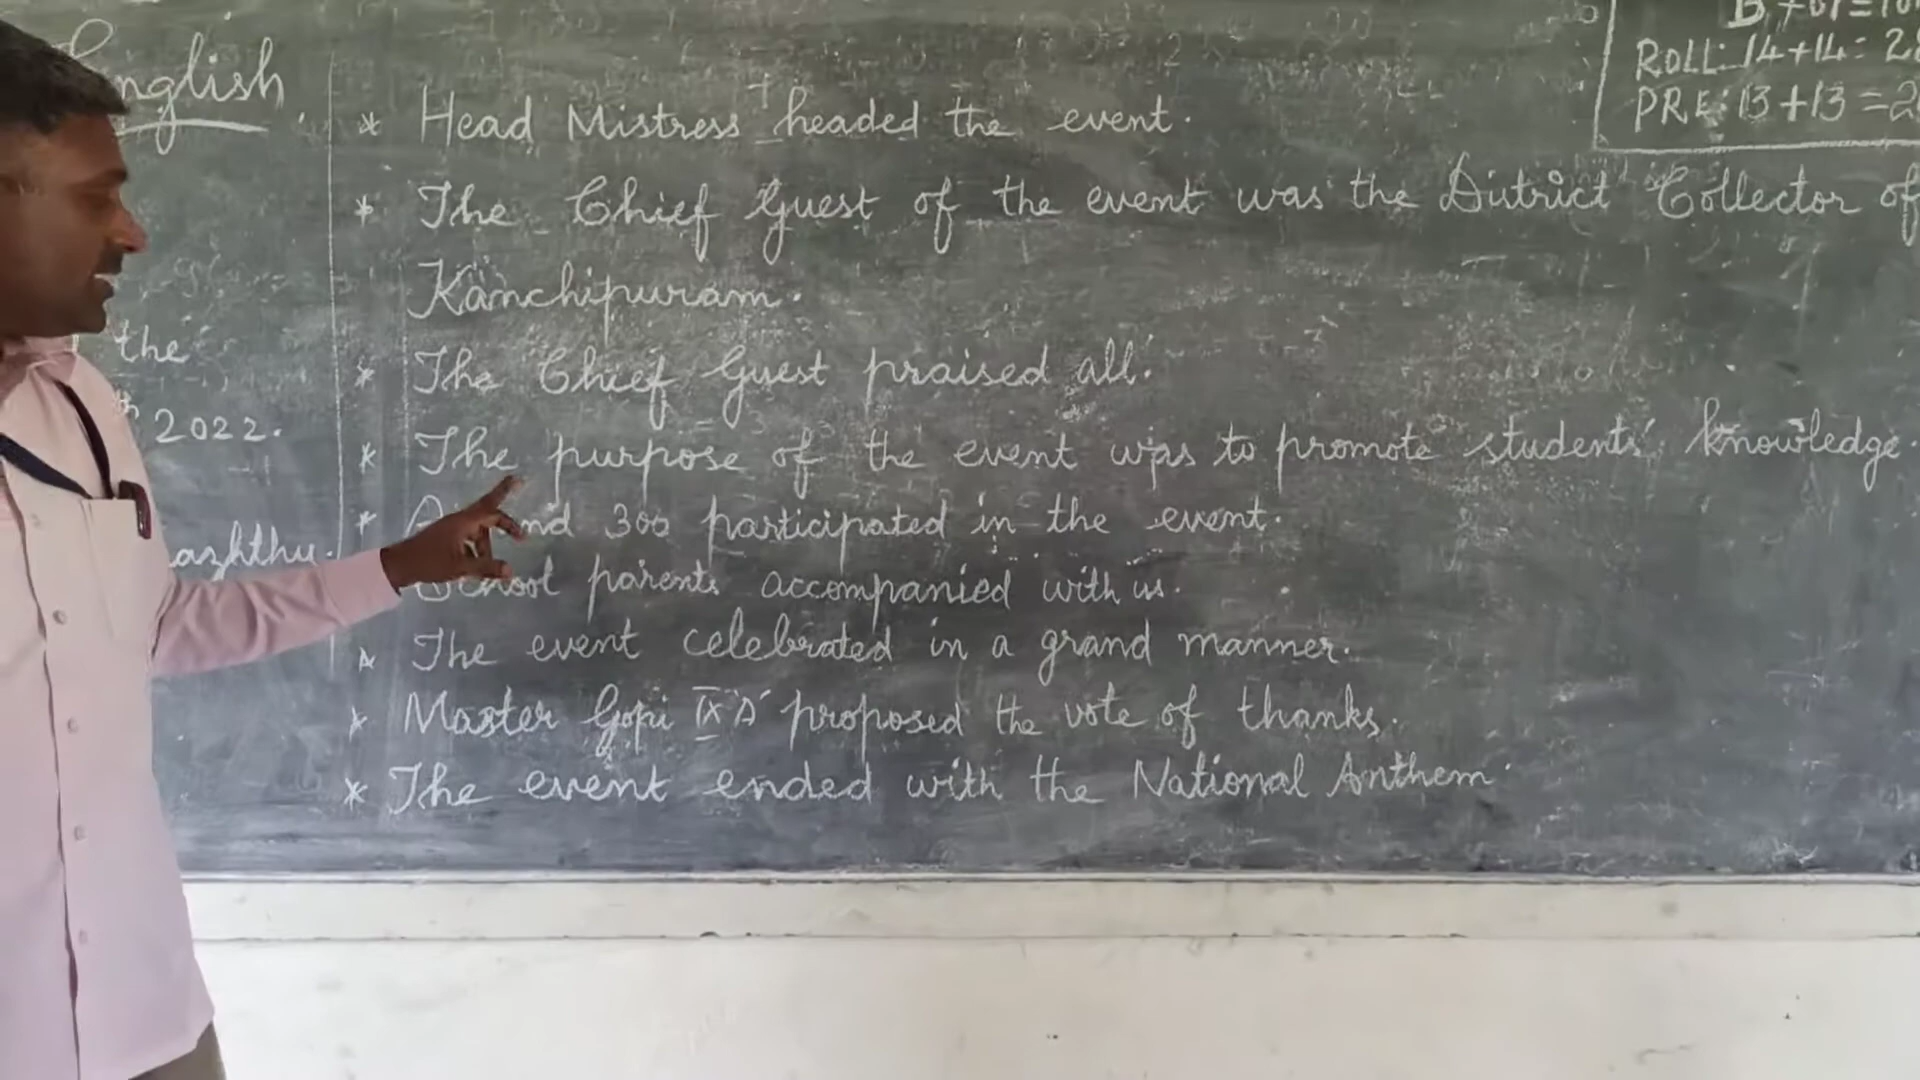 English
the
th 2022.
azhthu.
* Head Mistress headed the event.
* The Chief Guest of the event was the District Collector of
Kanchipuram.
* The Chief Guest praised all.
* The purpose of the event was to promote students' knowledge.
* 300 participated in the event.
School parents accompanied with us.
* The event celebrated in a grand manner.
* Master Gopi IX 'A' proposed the vote of thanks.
* The event ended with the National Anthem.
ROLL: 14+14=
PRE: 13+13=